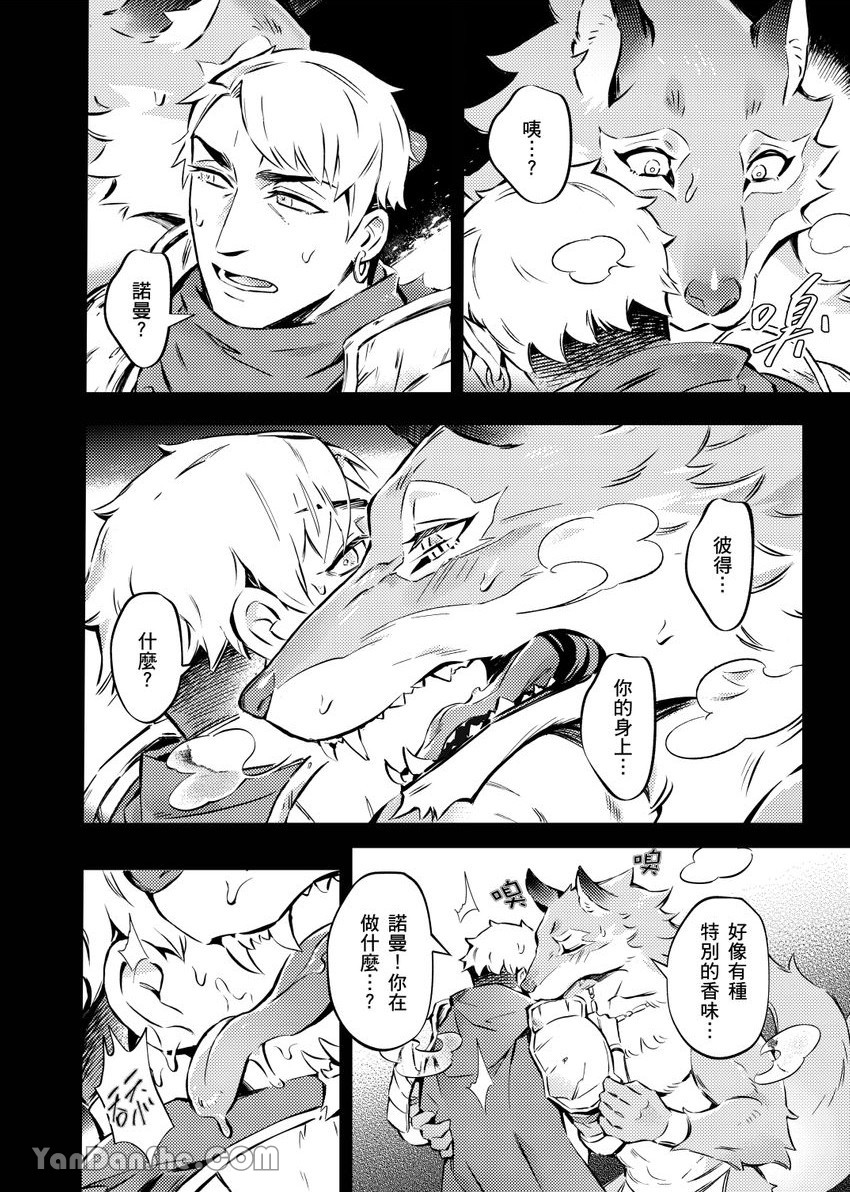 咦…?
嗅
諾曼?
彼得…
你的身上…
什麼?
好像有種
特別的香味…
嗅
嗅
諾曼!你在
做什麼…?
舔
YanDanShe.com